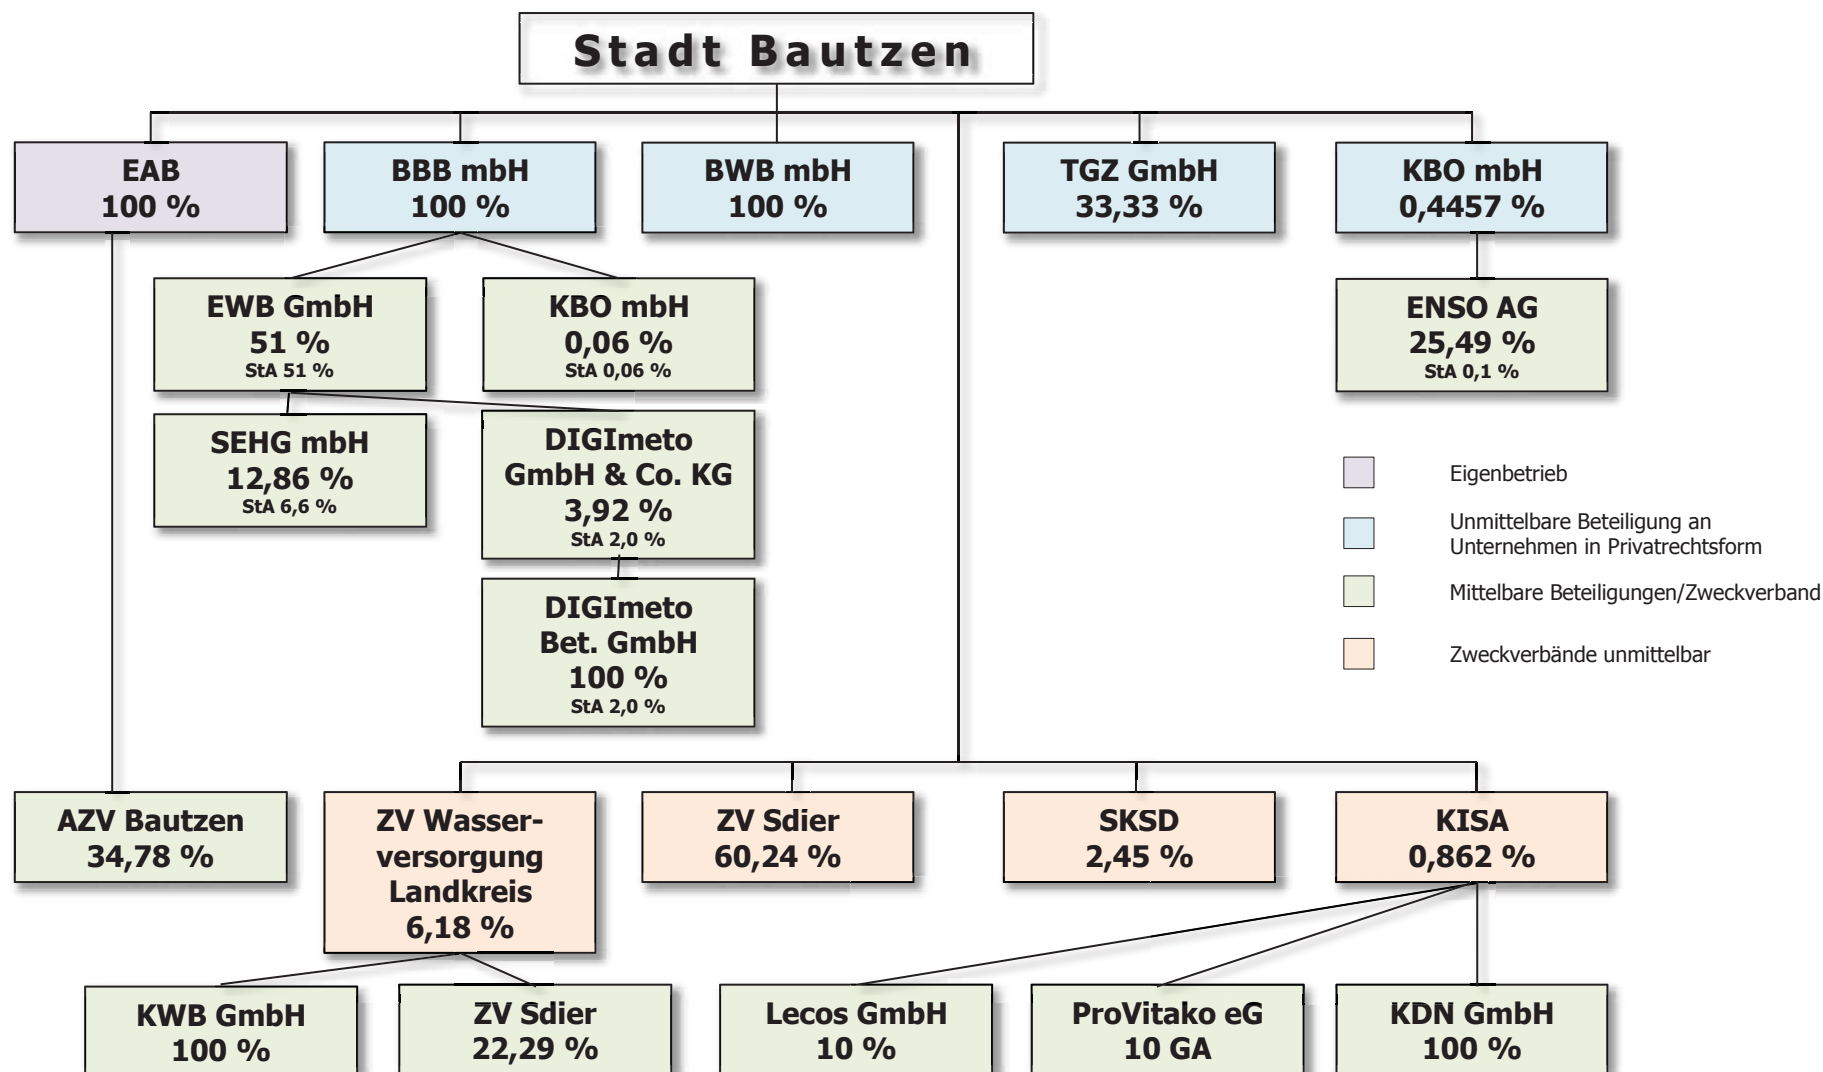 Stadt Bautzen
EAB
100 %
BBB mbH
100 %
BWB mbH
100 %
TGZ GmbH
33,33 %
KBO mbH
0,4457 %
EWB GmbH
51 %
StA 51 %
KBO mbH
0,06 %
StA 0,06 %
ENSO AG
25,49 %
StA 0,1 %
SEHG mbH
12,86 %
StA 6,6 %
DIGImeto
GmbH & Co. KG
3,92 %
StA 2,0 %
DIGImeto
Bet. GmbH
100 %
StA 2,0 %
Eigenbetrieb
Unmittelbare Beteiligung an
Unternehmen in Privatrechtsform
Mittelbare Beteiligungen/Zweckverband
Zweckverbände unmittelbar
AZV Bautzen
34,78 %
ZV Wasser-
versorgung
Landkreis
6,18 %
ZV Sdier
60,24 %
SKSD
2,45 %
KISA
0,862 %
KWB GmbH
100 %
ZV Sdier
22,29 %
Lecos GmbH
10 %
ProVitako eG
10 GA
KDN GmbH
100 %